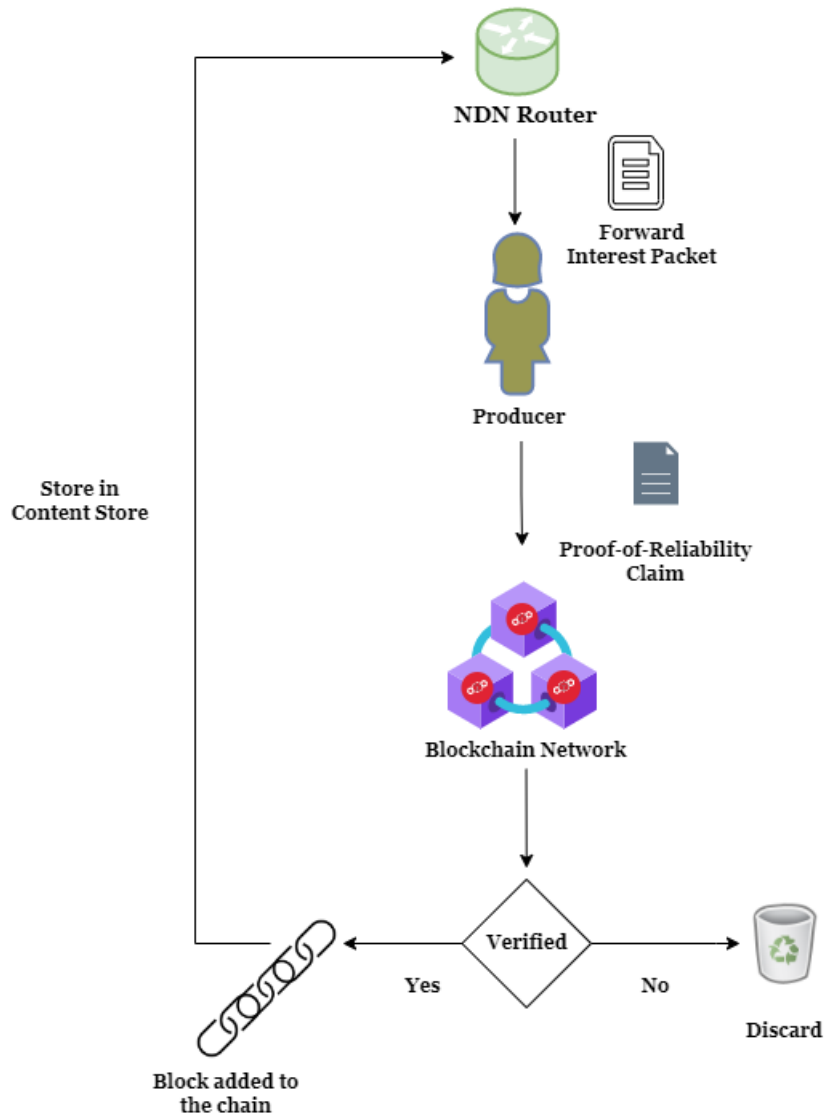 NDN Router
Forward
Interest Packet
Producer
Store in
Content Store
Proof-of-Reliability
Claim
Blockchain Network
Verified
Yes
No
Discard
Block added to
the chain